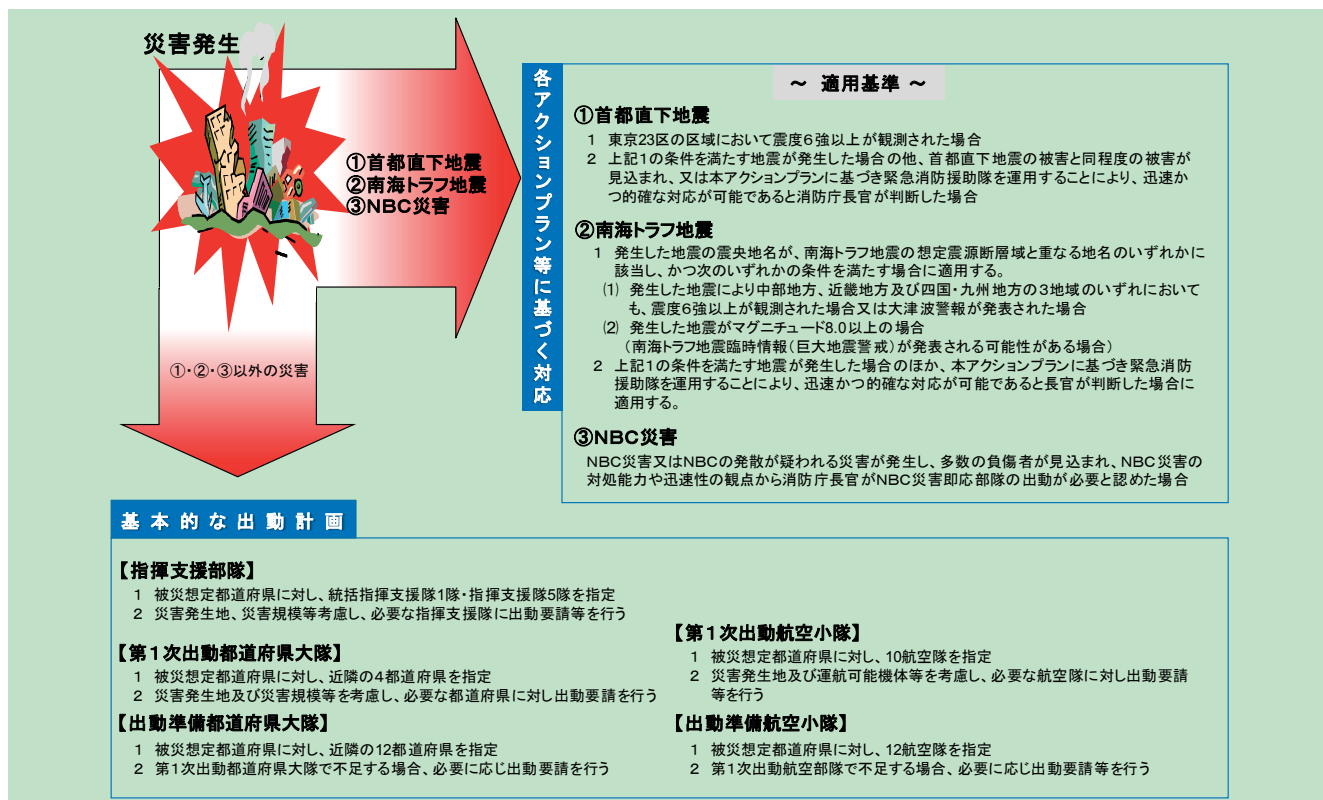 災害発生
①首都直下地震
②南海トラフ地震
③NBC災害
①・②・③以外の災害
各アクションプラン等に基づく対応
～ 適用基準 ～
①首都直下地震
1 東京23区の区域において震度6強以上が観測された場合
2 上記1の条件を満たす地震が発生した場合の他、首都直下地震の被害と同程度の被害が
見込まれ、又は本アクションプランに基づき緊急消防援助隊を運用することにより、迅速か
つ的確な対応が可能であると消防庁長官が判断した場合
②南海トラフ地震
1 発生した地震の震央地名が、南海トラフ地震の想定震源断層域と重なる地名のいずれかに
該当し、かつ次のいずれかの条件を満たす場合に適用する。
⑴ 発生した地震により中部地方、近畿地方及び四国・九州地方の3地域のいずれにおいて
も、震度6強以上が観測された場合又は大津波警報が発表された場合
⑵ 発生した地震がマグニチュード8.0以上の場合
（南海トラフ地震臨時情報（巨大地震警戒）が発表される可能性がある場合）
2 上記1の条件を満たす地震が発生した場合のほか、本アクションプランに基づき緊急消防
援助隊を運用することにより、迅速かつ的確な対応が可能であると長官が判断した場合に
適用する。
③NBC災害
NBC災害又はNBCの発散が疑われる災害が発生し、多数の負傷者が見込まれ、NBC災害の
対処能力や迅速性の観点から消防庁長官がNBC災害即応部隊の出動が必要と認めた場合
基本的な出動計画
【指揮支援部隊】
1 被災想定都道府県に対し、統括指揮支援隊1隊・指揮支援隊5隊を指定
2 災害発生地、災害規模等考慮し、必要な指揮支援隊に出動要請等を行う
【第1次出動都道府県大隊】
1 被災想定都道府県に対し、近隣の4都道府県を指定
2 災害発生地及び災害規模等を考慮し、必要な都道府県に対し出動要請を行う
【出動準備都道府県大隊】
1 被災想定都道府県に対し、近隣の12都道府県を指定
2 第1次出動都道府県大隊で不足する場合、必要に応じ出動要請を行う
【第1次出動航空小隊】
1 被災想定都道府県に対し、10航空隊を指定
2 災害発生地及び運航可能機体等を考慮し、必要な航空隊に対し出動要請
等を行う
【出動準備航空小隊】
1 被災想定都道府県に対し、12航空隊を指定
2 第1次出動航空部隊で不足する場合、必要に応じ出動要請等を行う